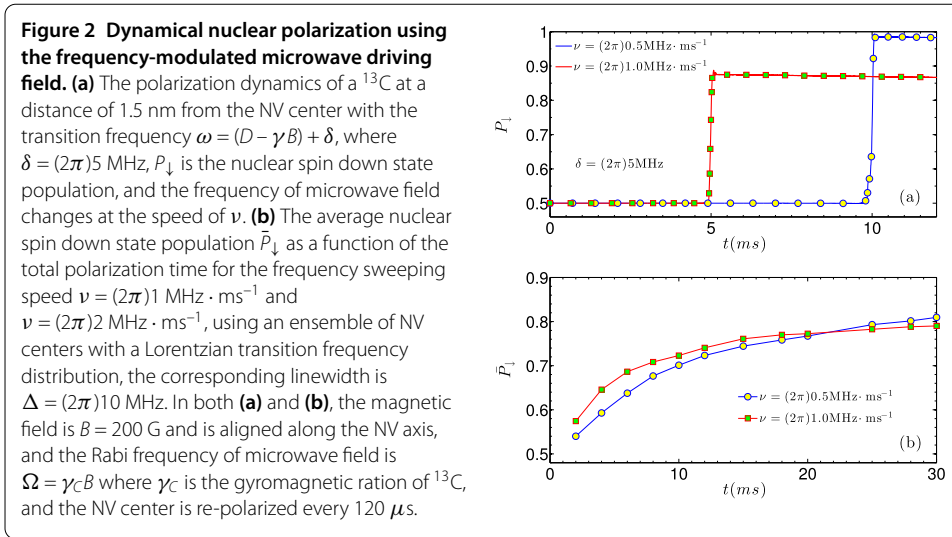 Figure 2 Dynamical nuclear polarization using
the frequency-modulated microwave driving
field. (a) The polarization dynamics of a ¹³C at a
distance of 1.5 nm from the NV center with the
transition frequency ω = (D – γB) + δ, where
δ = (2π)5 MHz, P↓ is the nuclear spin down state
population, and the frequency of microwave field
changes at the speed of ν. (b) The average nuclear
spin down state population P̄↓ as a function of the
total polarization time for the frequency sweeping
speed ν = (2π)1 MHz · ms⁻¹ and
ν = (2π)2 MHz · ms⁻¹, using an ensemble of NV
centers with a Lorentzian transition frequency
distribution, the corresponding linewidth is
Δ = (2π)10 MHz. In both (a) and (b), the magnetic
field is B = 200 G and is aligned along the NV axis,
and the Rabi frequency of microwave field is
Ω = γ_C B where γ_C is the gyromagnetic ration of ¹³C,
and the NV center is re-polarized every 120 μs.
1
0.9
0.8
0.7
0.6
0.5
P↓
ν = (2π)0.5MHz· ms⁻¹
ν = (2π)1.0MHz· ms⁻¹
δ = (2π)5MHz
(a)
0
5
10
t(ms)
0.9
0.8
0.7
0.6
0.5
P̄↓
ν = (2π)0.5MHz· ms⁻¹
ν = (2π)1.0MHz· ms⁻¹
(b)
0
10
20
30
t(ms)